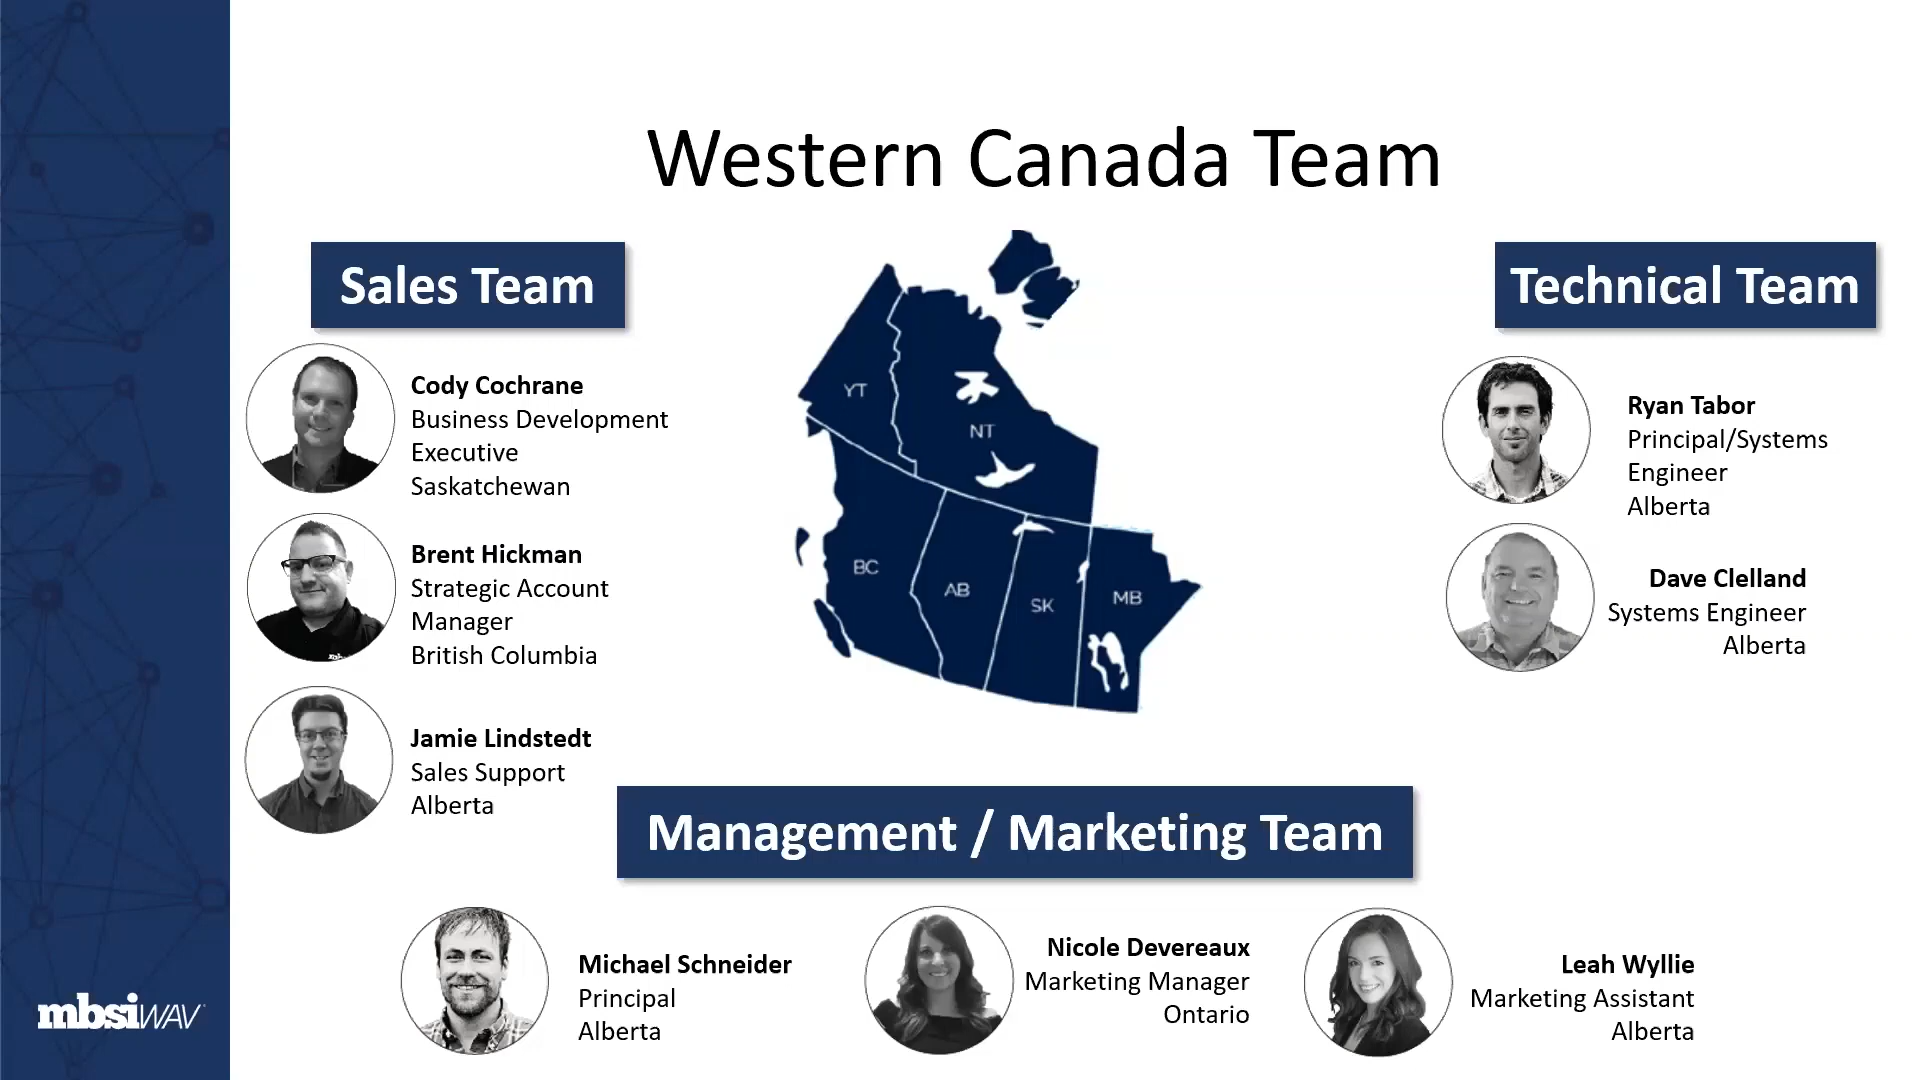 Western Canada Team
Sales Team
Cody Cochrane
Business Development
Executive
Saskatchewan
Brent Hickman
Strategic Account
Manager
British Columbia
Jamie Lindstedt
Sales Support
Alberta
YT
NT
BC
AB
SK
MB
Technical Team
Ryan Tabor
Principal/Systems
Engineer
Alberta
Dave Clelland
Systems Engineer
Alberta
Management / Marketing Team
Michael Schneider
Principal
Alberta
Nicole Devereaux
Marketing Manager
Ontario
Leah Wyllie
Marketing Assistant
Alberta
mbsiWAV